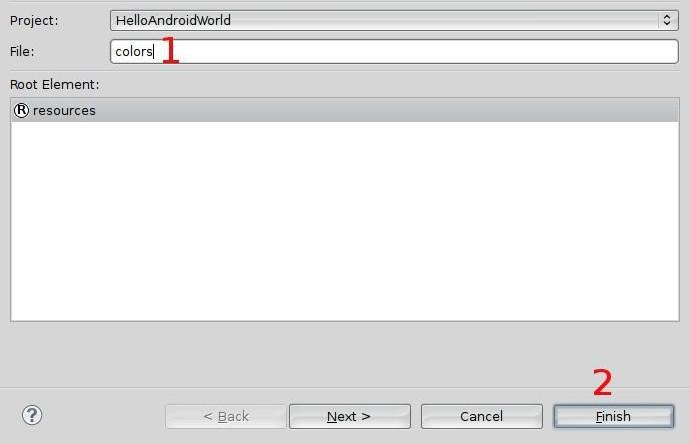 Project: HelloAndroidWorld
File: colors 1
Root Element:
R resources
2
? < Back Next > Cancel Finish